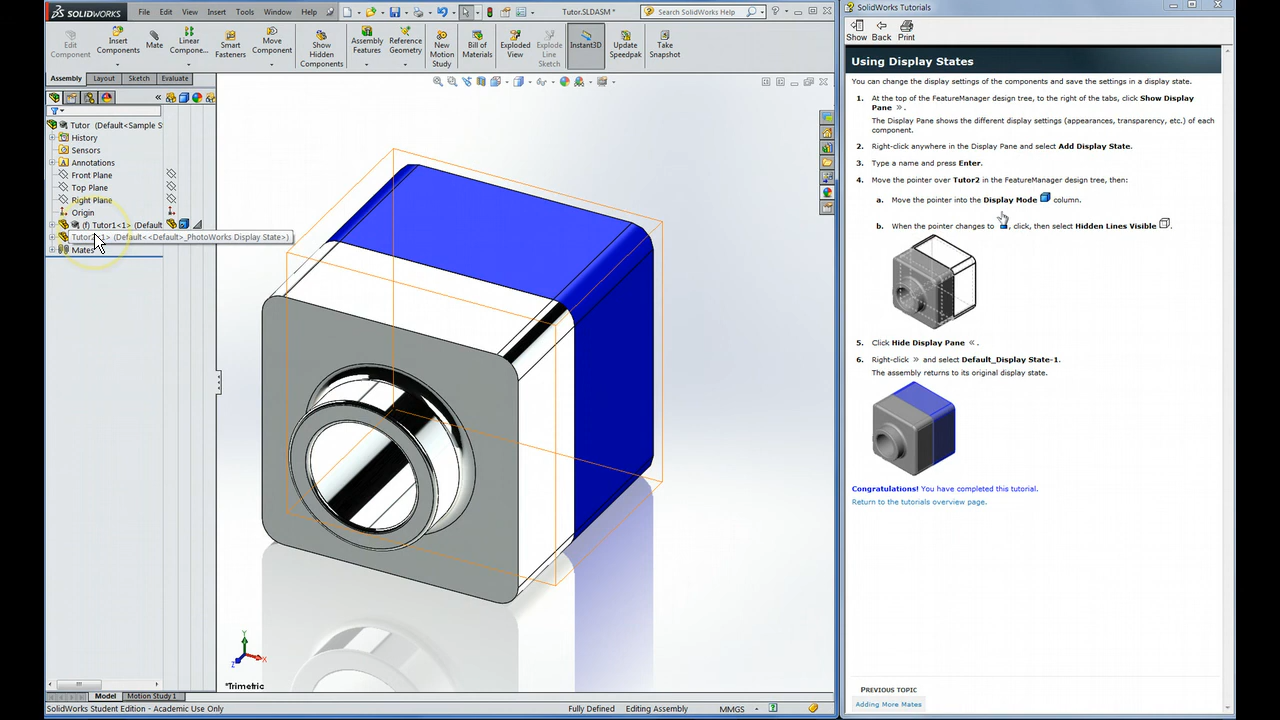 SOLIDWORKS
File Edit View Insert Tools Window Help
Tutor.SLDASM *
Search SolidWorks Help
SolidWorks Tutorials
Edit Component
Insert Components
Mate
Linear Compone...
Smart Fasteners
Move Component
Show Hidden Components
Assembly Features
Reference Geometry
New Motion Study
Bill of Materials
Exploded View
Explode Line Sketch
Instant3D
Update Speedpak
Take Snapshot
Show Back Print
Assembly Layout Sketch Evaluate
Tutor (Default<Sample S
History
Sensors
Annotations
Front Plane
Top Plane
Right Plane
Origin
(f) Tutor1<1> (Default
(Default<<Default>_PhotoWorks Display State>)
Mates
Y
X
Z
*Trimetric
Model Motion Study 1
SolidWorks Student Edition - Academic Use Only
Fully Defined Editing Assembly MMGS
Using Display States
You can change the display settings of the components and save the settings in a display state.
1. At the top of the FeatureManager design tree, to the right of the tabs, click Show Display
Pane » .
The Display Pane shows the different display settings (appearances, transparency, etc.) of each
component.
2. Right-click anywhere in the Display Pane and select Add Display State.
3. Type a name and press Enter.
4. Move the pointer over Tutor2 in the FeatureManager design tree, then:
a. Move the pointer into the Display Mode column.
b. When the pointer changes to , click, then select Hidden Lines Visible .
5. Click Hide Display Pane « .
6. Right-click » and select Default_Display State-1.
The assembly returns to its original display state.
Congratulations! You have completed this tutorial.
Return to the tutorials overview page.
PREVIOUS TOPIC
Adding More Mates